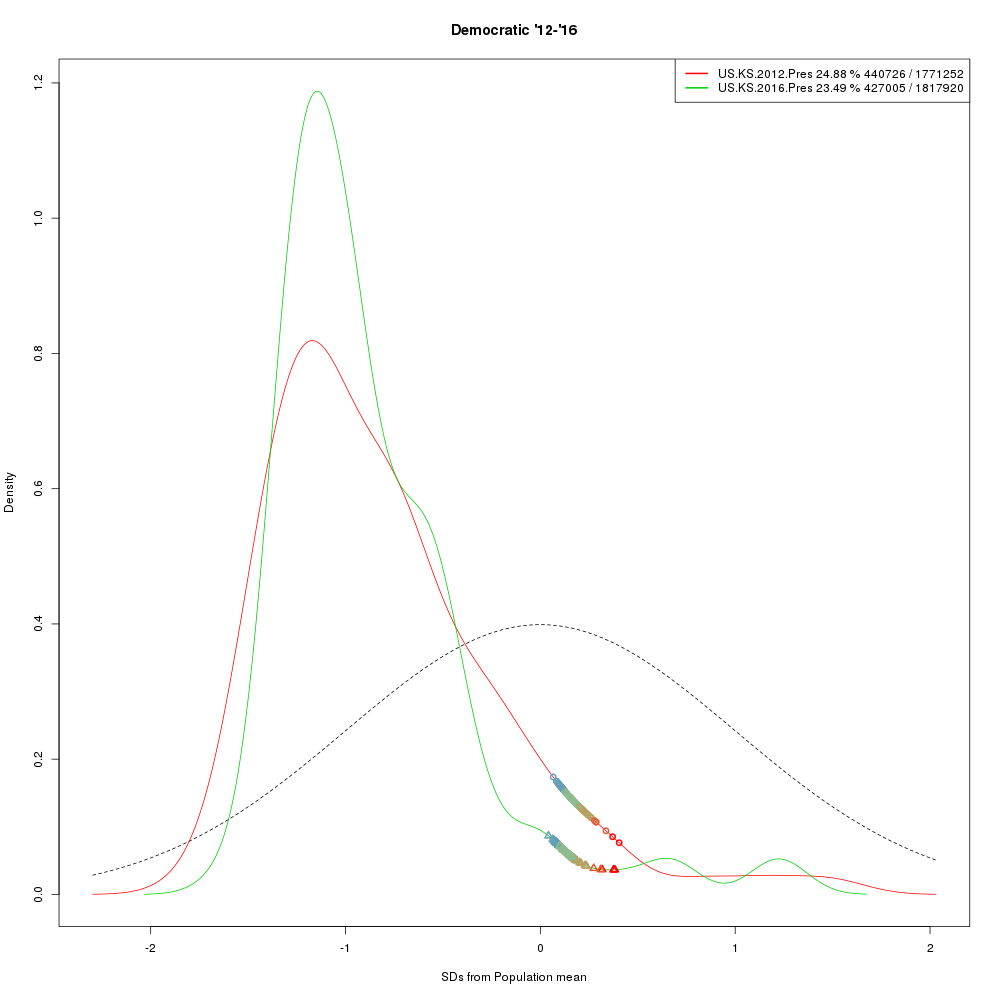 Democratic '12-'16
US.KS.2012.Pres 24.88 % 440726 / 1771252
US.KS.2016.Pres 23.49 % 427005 / 1817920
1.2
1.0
0.8
0.6
0.4
0.2
0.0
Density
-2
-1
0
1
2
SDs from Population mean